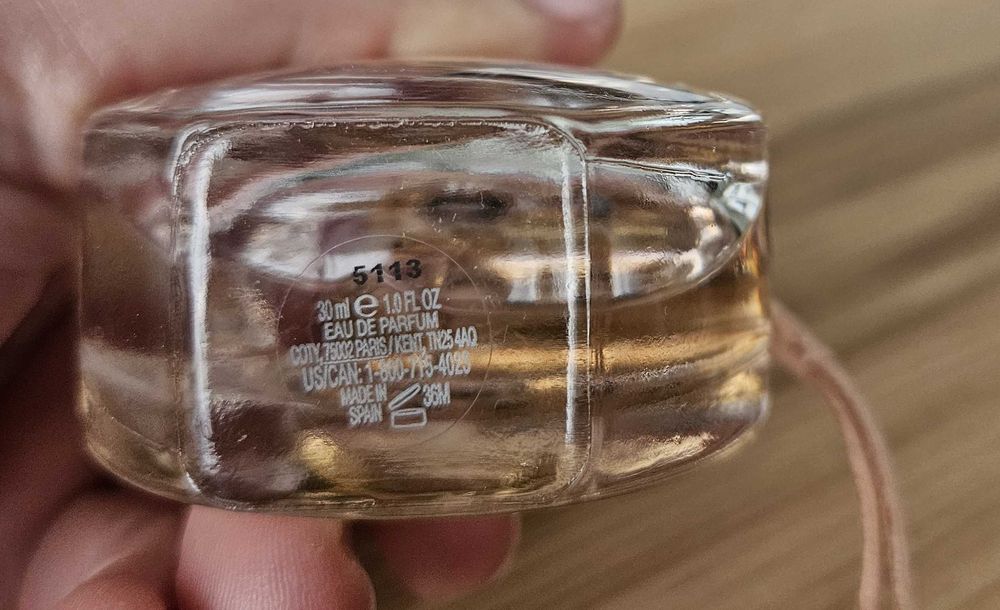 5113
30 ml ℮ 1.0 FL OZ
EAU DE PARFUM
COTY, 75002 PARIS / KENT, TN25 4AQ
US/CAN: 1-800-715-4023
MADE IN
SPAIN 36M